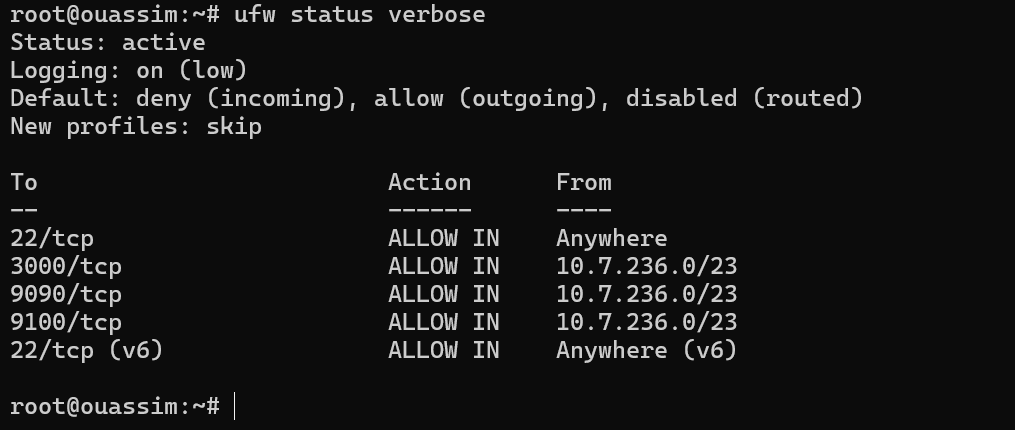 root@ouassim:~# ufw status verbose
Status: active
Logging: on (low)
Default: deny (incoming), allow (outgoing), disabled (routed)
New profiles: skip

To                         Action      From
--                         ------      ----
22/tcp                     ALLOW IN    Anywhere
3000/tcp                   ALLOW IN    10.7.236.0/23
9090/tcp                   ALLOW IN    10.7.236.0/23
9100/tcp                   ALLOW IN    10.7.236.0/23
22/tcp (v6)                ALLOW IN    Anywhere (v6)

root@ouassim:~#